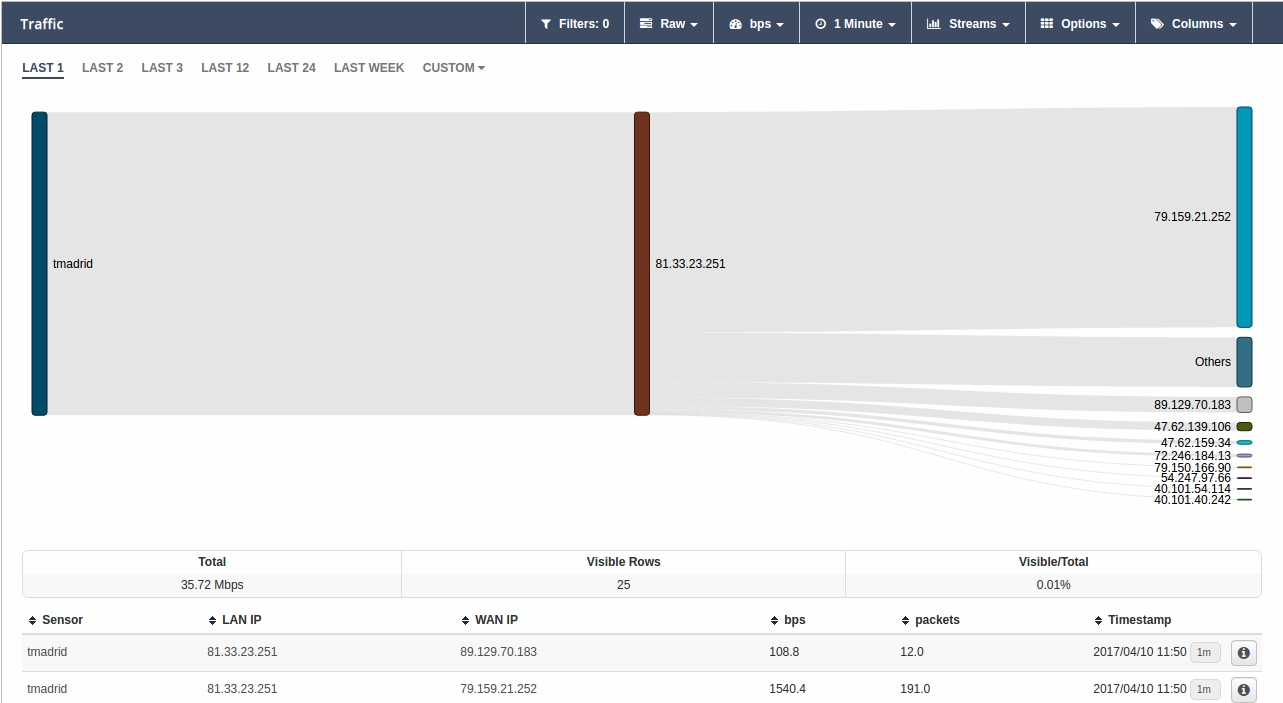 Traffic Filters: 0 Raw bps 1 Minute Streams Options Columns
LAST 1 LAST 2 LAST 3 LAST 12 LAST 24 LAST WEEK CUSTOM
79.159.21.252
tmadrid 81.33.23.251
Others
89.129.70.183
47.62.139.106
47.62.159.34
72.246.184.13
79.150.166.90
54.247.97.66
40.101.54.114
40.101.40.242
Total Visible Rows Visible/Total
35.72 Mbps 25 0.01%
Sensor LAN IP WAN IP bps packets Timestamp
tmadrid 81.33.23.251 89.129.70.183 108.8 12.0 2017/04/10 11:50 1m
tmadrid 81.33.23.251 79.159.21.252 1540.4 191.0 2017/04/10 11:50 1m